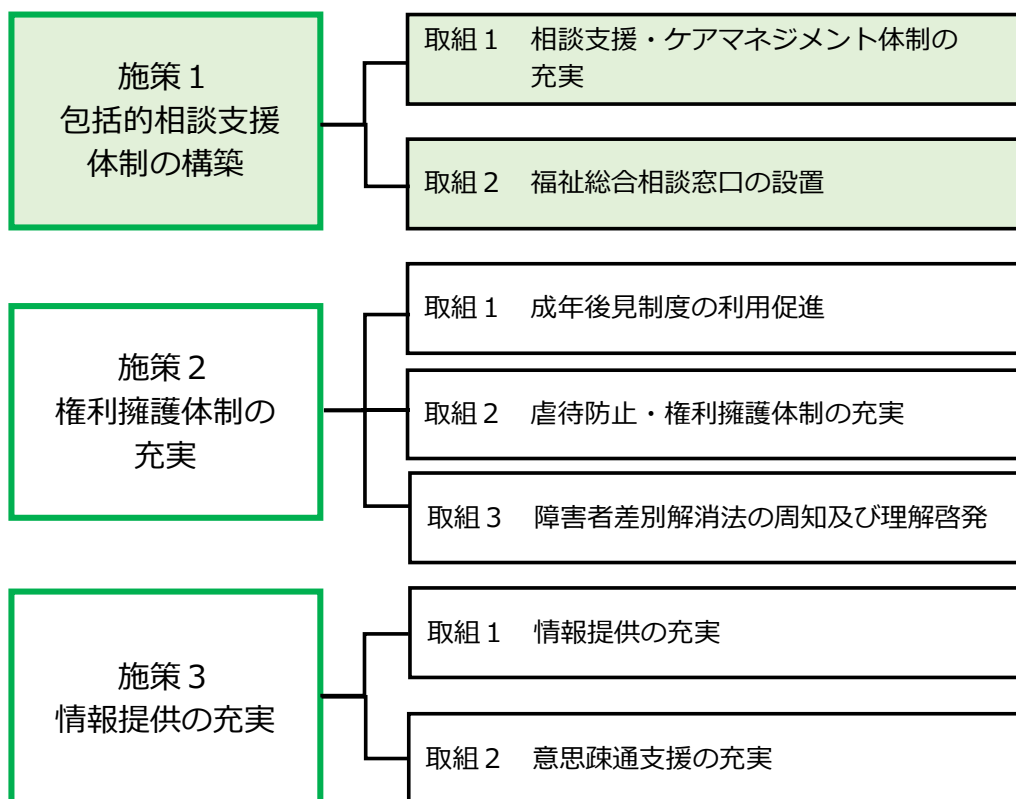 施策１
包括的相談支援
体制の構築
取組１　相談支援・ケアマネジメント体制の
充実
取組２　福祉総合相談窓口の設置
施策２
権利擁護体制の
充実
取組１　成年後見制度の利用促進
取組２　虐待防止・権利擁護体制の充実
取組３　障害者差別解消法の周知及び理解啓発
施策３
情報提供の充実
取組１　情報提供の充実
取組２　意思疎通支援の充実